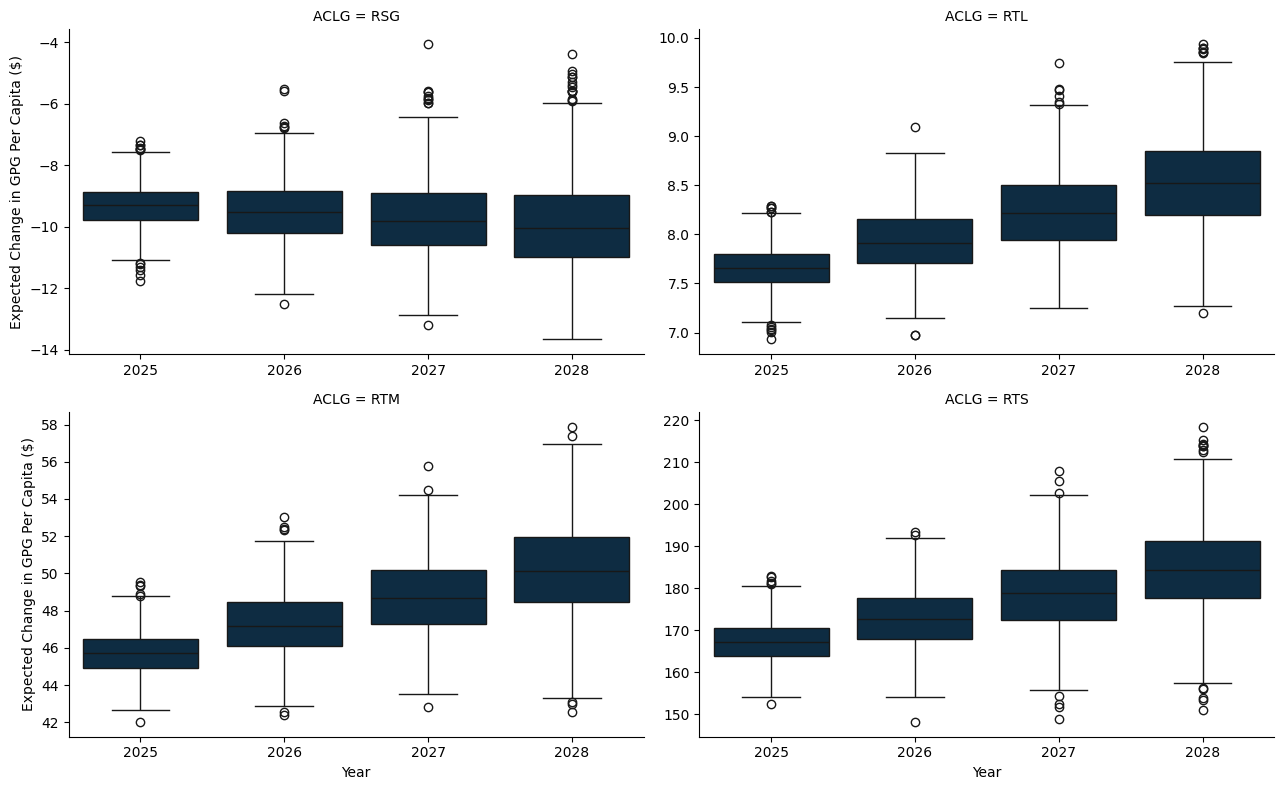 ACLG = RSG
Expected Change in GPG Per Capita ($)
−4
−6
−8
−10
−12
−14
2025 2026 2027 2028
ACLG = RTL
10.0
9.5
9.0
8.5
8.0
7.5
7.0
2025 2026 2027 2028
ACLG = RTM
Expected Change in GPG Per Capita ($)
58
56
54
52
50
48
46
44
42
2025 2026 2027 2028
Year
ACLG = RTS
220
210
200
190
180
170
160
150
2025 2026 2027 2028
Year